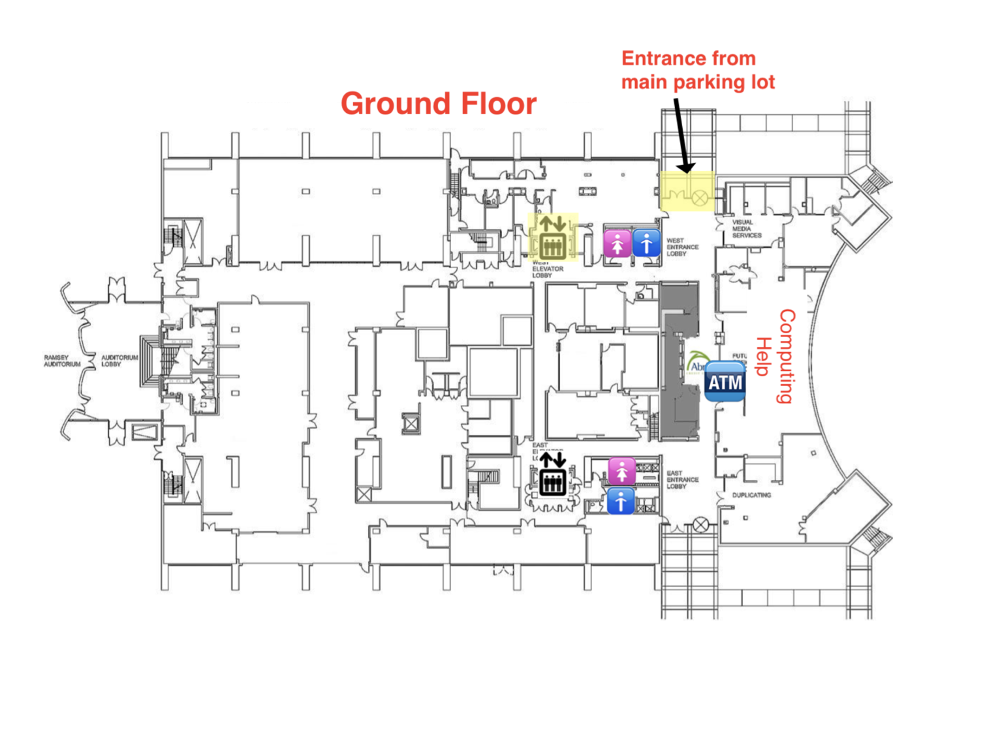 Entrance from
main parking lot
Ground Floor
VISUAL
MEDIA
SERVICES
WEST
ENTRANCE
LOBBY
WEST
ELEVATOR
LOBBY
Computing
Help
RAMSEY
AUDITORIUM
AUDITORIUM
LOBBY
ATM
EAST
EAST
ENTRANCE
LOBBY
DUPLICATING